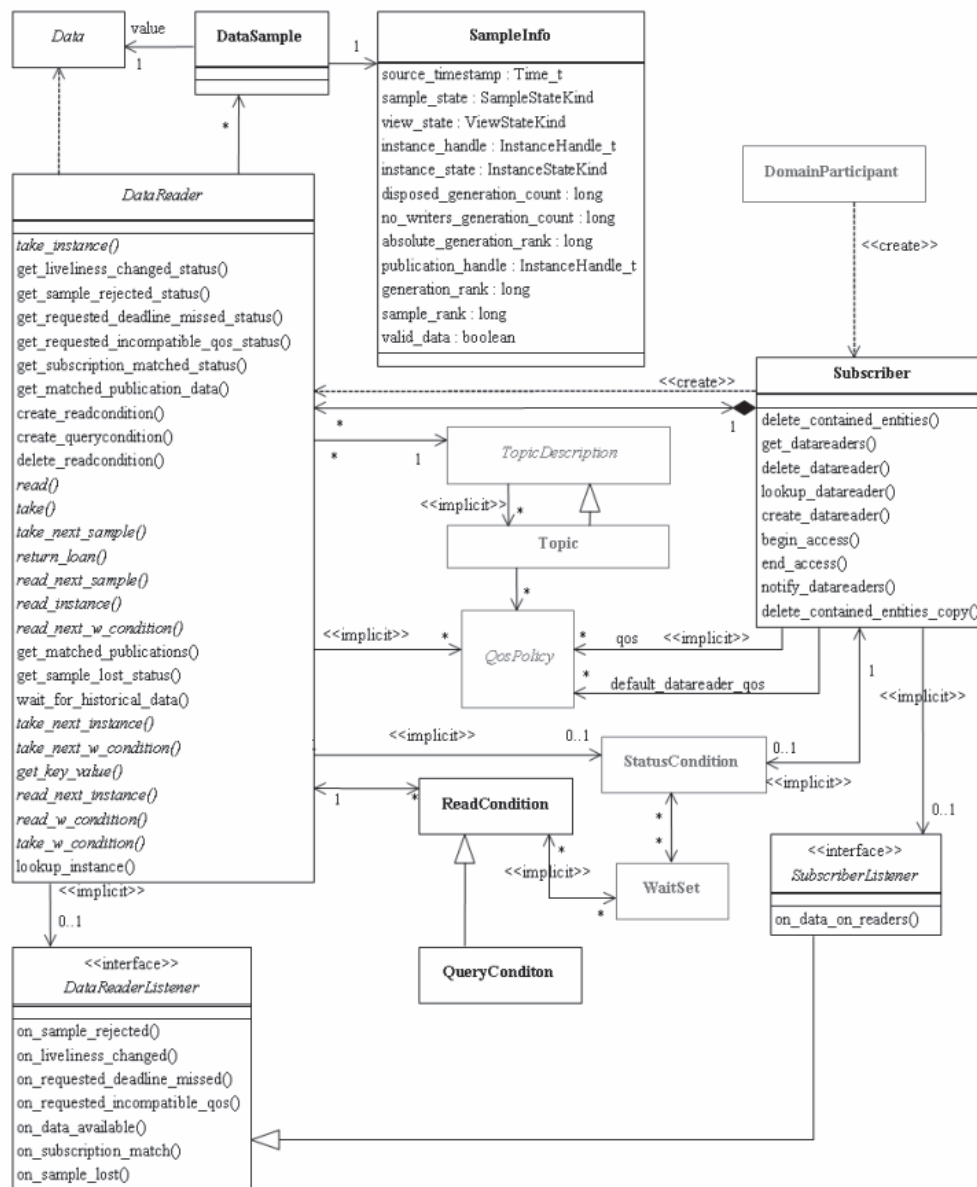 Data
value
1
DataSample
1
SampleInfo
source_timestamp : Time_t
sample_state : SampleStateKind
view_state : ViewStateKind
instance_handle : InstanceHandle_t
instance_state : InstanceStateKind
disposed_generation_count : long
no_writers_generation_count : long
absolute_generation_rank : long
publication_handle : InstanceHandle_t
generation_rank : long
sample_rank : long
valid_data : boolean
*
DomainParticipant
<<create>>
DataReader
take_instance()
get_liveliness_changed_status()
get_sample_rejected_status()
get_requested_deadline_missed_status()
get_requested_incompatible_qos_status()
get_subscription_matched_status()
get_matched_publication_data()
create_readcondition()
create_querycondition()
delete_readcondition()
read()
take()
take_next_sample()
return_loan()
read_next_sample()
read_instance()
read_next_w_condition()
get_matched_publications()
get_sample_lost_status()
wait_for_historical_data()
take_next_instance()
take_next_w_condition()
get_key_value()
read_next_instance()
read_w_condition()
take_w_condition()
lookup_instance()
<<create>>
Subscriber
delete_contained_entities()
get_datareaders()
delete_datareader()
lookup_datareader()
create_datareader()
begin_access()
end_access()
notify_datareaders()
delete_contained_entities_copy()
*
1
*
1
TopicDescription
<<implicit>>
*
Topic
*
<<implicit>>
*
QosPolicy
*
qos
<<implicit>>
*
default_datareader_qos
1
<<implicit>>
<<implicit>>
0..1
StatusCondition
0..1
<<implicit>>
1
*
ReadCondition
*
*
*
<<implicit>>
*
WaitSet
0..1
<<interface>>
SubscriberListener
on_data_on_readers()
QueryConditon
<<implicit>>
0..1
<<interface>>
DataReaderListener
on_sample_rejected()
on_liveliness_changed()
on_requested_deadline_missed()
on_requested_incompatible_qos()
on_data_available()
on_subscription_match()
on_sample_lost()